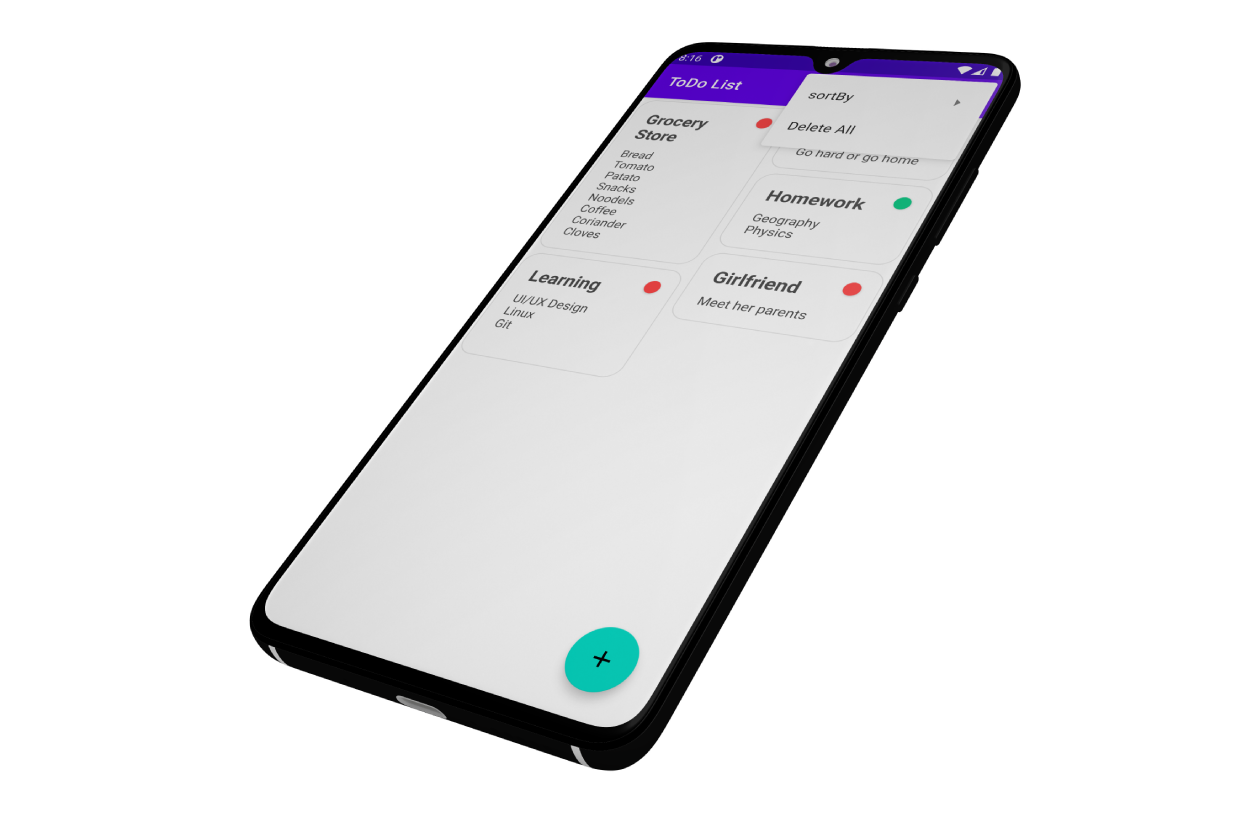 8:16
ToDo List
sortBy
Delete All
Grocery
Store
Bread
Tomato
Patato
Snacks
Noodels
Coffee
Coriander
Cloves
Go hard or go home
Homework
Geography
Physics
Learning
UI/UX Design
Linux
Git
Girlfriend
Meet her parents
+